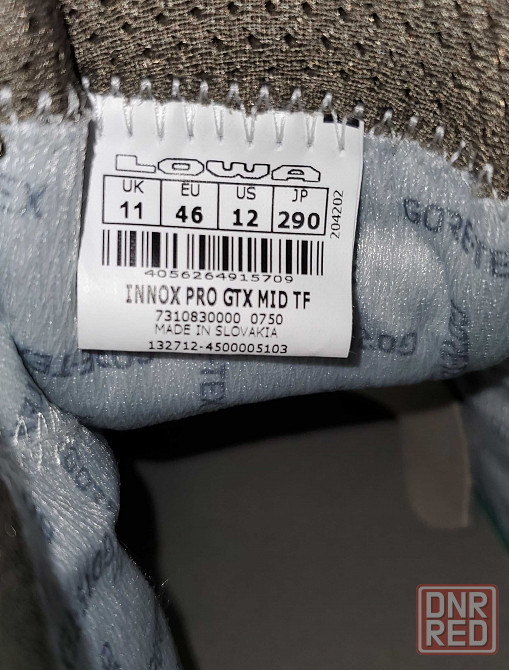 LOWA
UK EU US JP
11 46 12 290
204202
4056264915709
INNOX PRO GTX MID TF
7310830000 0750
MADE IN SLOVAKIA
132712-4500005103
GORE-TEX
DNR
RED